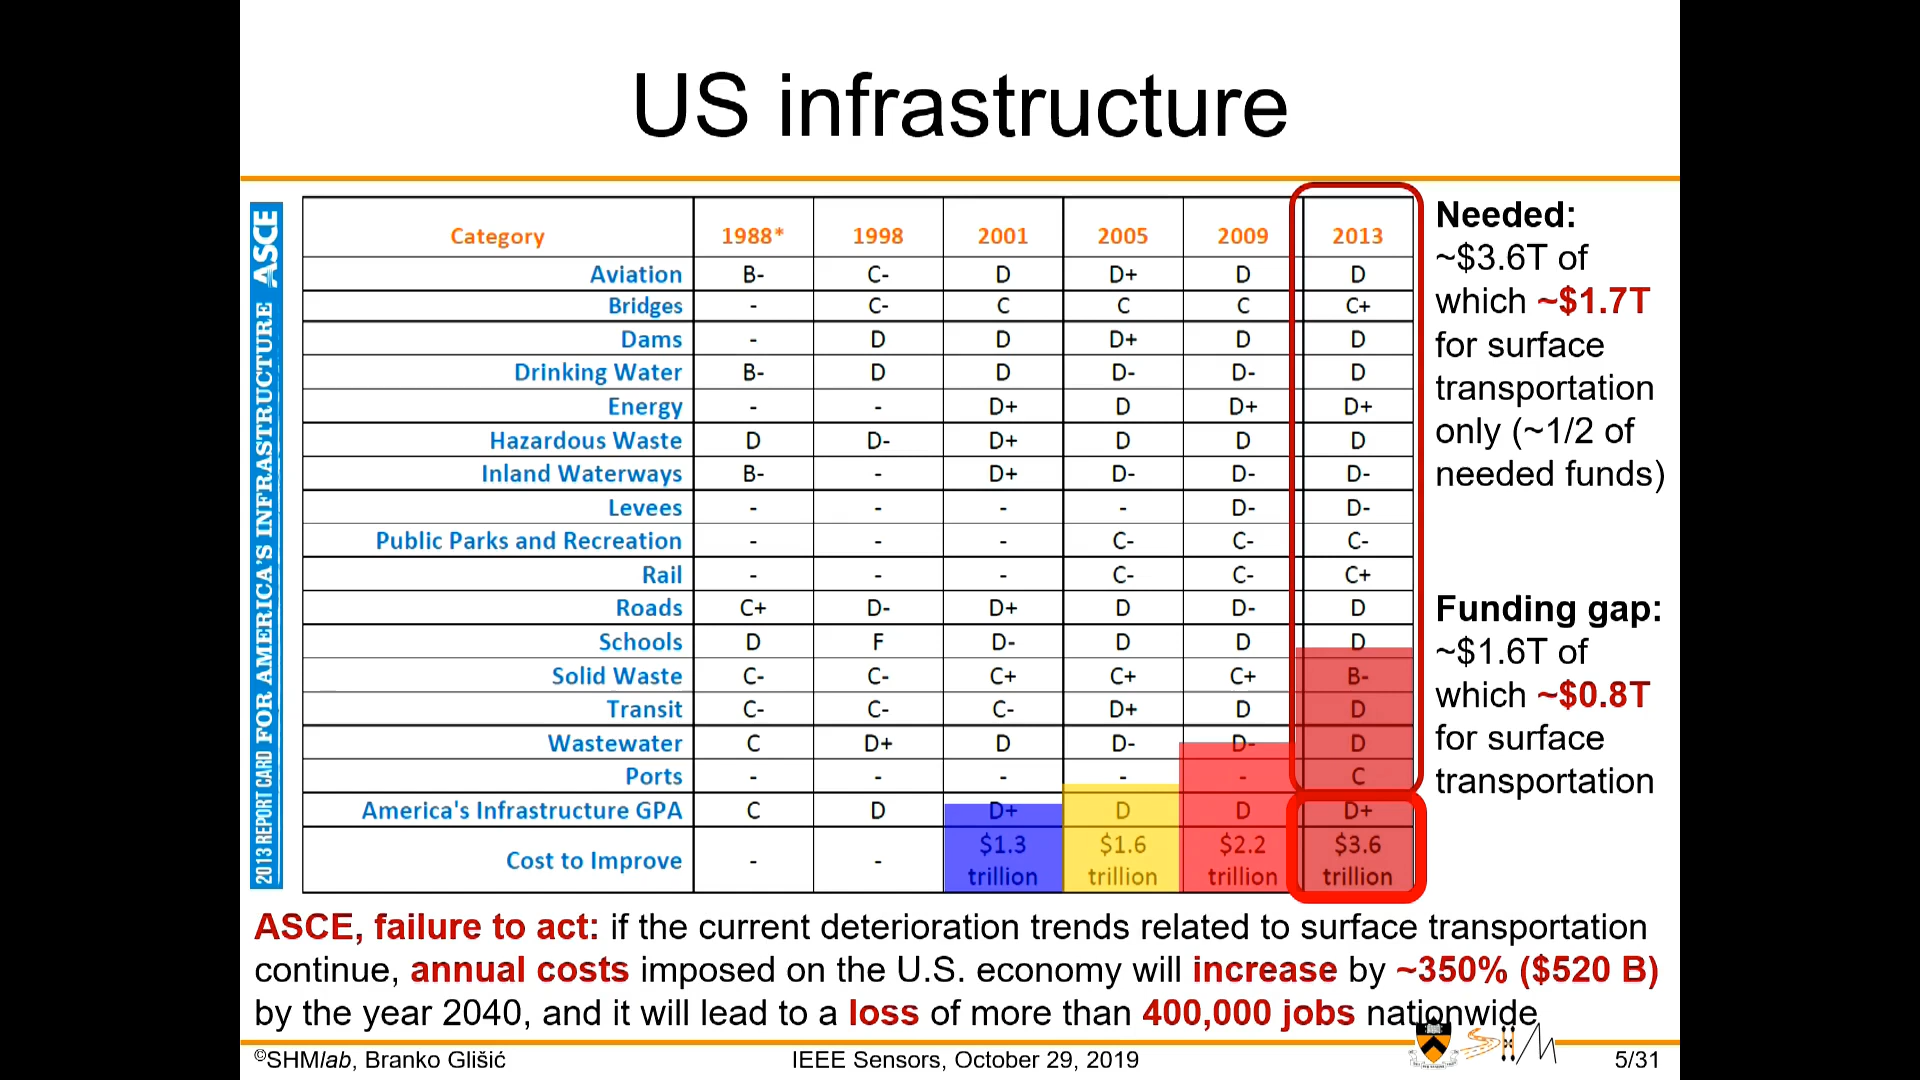 US infrastructure
2013 REPORT CARD FOR AMERICA'S INFRASTRUCTURE ASCE
Category 1988* 1998 2001 2005 2009 2013
Aviation B- C- D D+ D D
Bridges - C- C C C C+
Dams - D D D+ D D
Drinking Water B- D D D- D- D
Energy - - D+ D D+ D+
Hazardous Waste D D- D+ D D D
Inland Waterways B- - D+ D- D- D-
Levees - - - - D- D-
Public Parks and Recreation - - - C- C- C-
Rail - - - C- C- C+
Roads C+ D- D+ D D- D
Schools D F D- D D D
Solid Waste C- C- C+ C+ C+ B-
Transit C- C- C- D+ D D
Wastewater C D+ D D- D- D
Ports - - - - - C
America's Infrastructure GPA C D D+ D D D+
Cost to Improve - - $1.3 trillion $1.6 trillion $2.2 trillion $3.6 trillion
Needed:
~$3.6T of
which ~$1.7T
for surface
transportation
only (~1/2 of
needed funds)
Funding gap:
~$1.6T of
which ~$0.8T
for surface
transportation
ASCE, failure to act: if the current deterioration trends related to surface transportation
continue, annual costs imposed on the U.S. economy will increase by ~350% ($520 B)
by the year 2040, and it will lead to a loss of more than 400,000 jobs nationwide
©SHMlab, Branko Glišić
IEEE Sensors, October 29, 2019
SHM
5/31